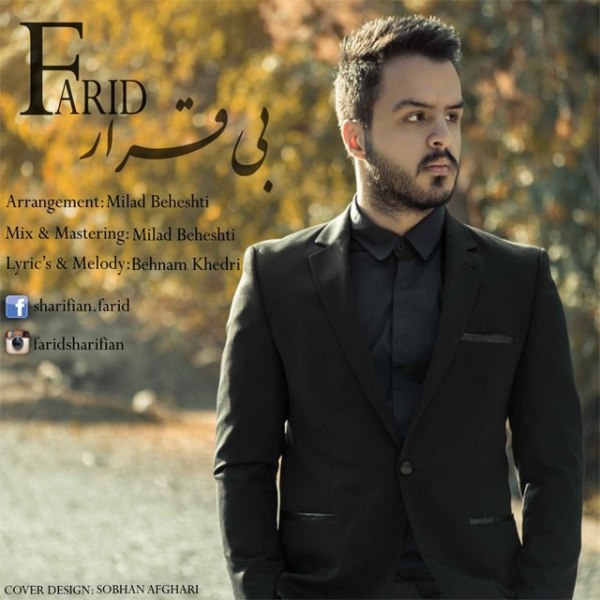 FARID
بی قرار
Arrangement: Milad Beheshti
Mix & Mastering: Milad Beheshti
Lyric's & Melody: Behnam Khedri
sharifian.farid
faridsharifian
COVER DESIGN: SOBHAN AFGHARI